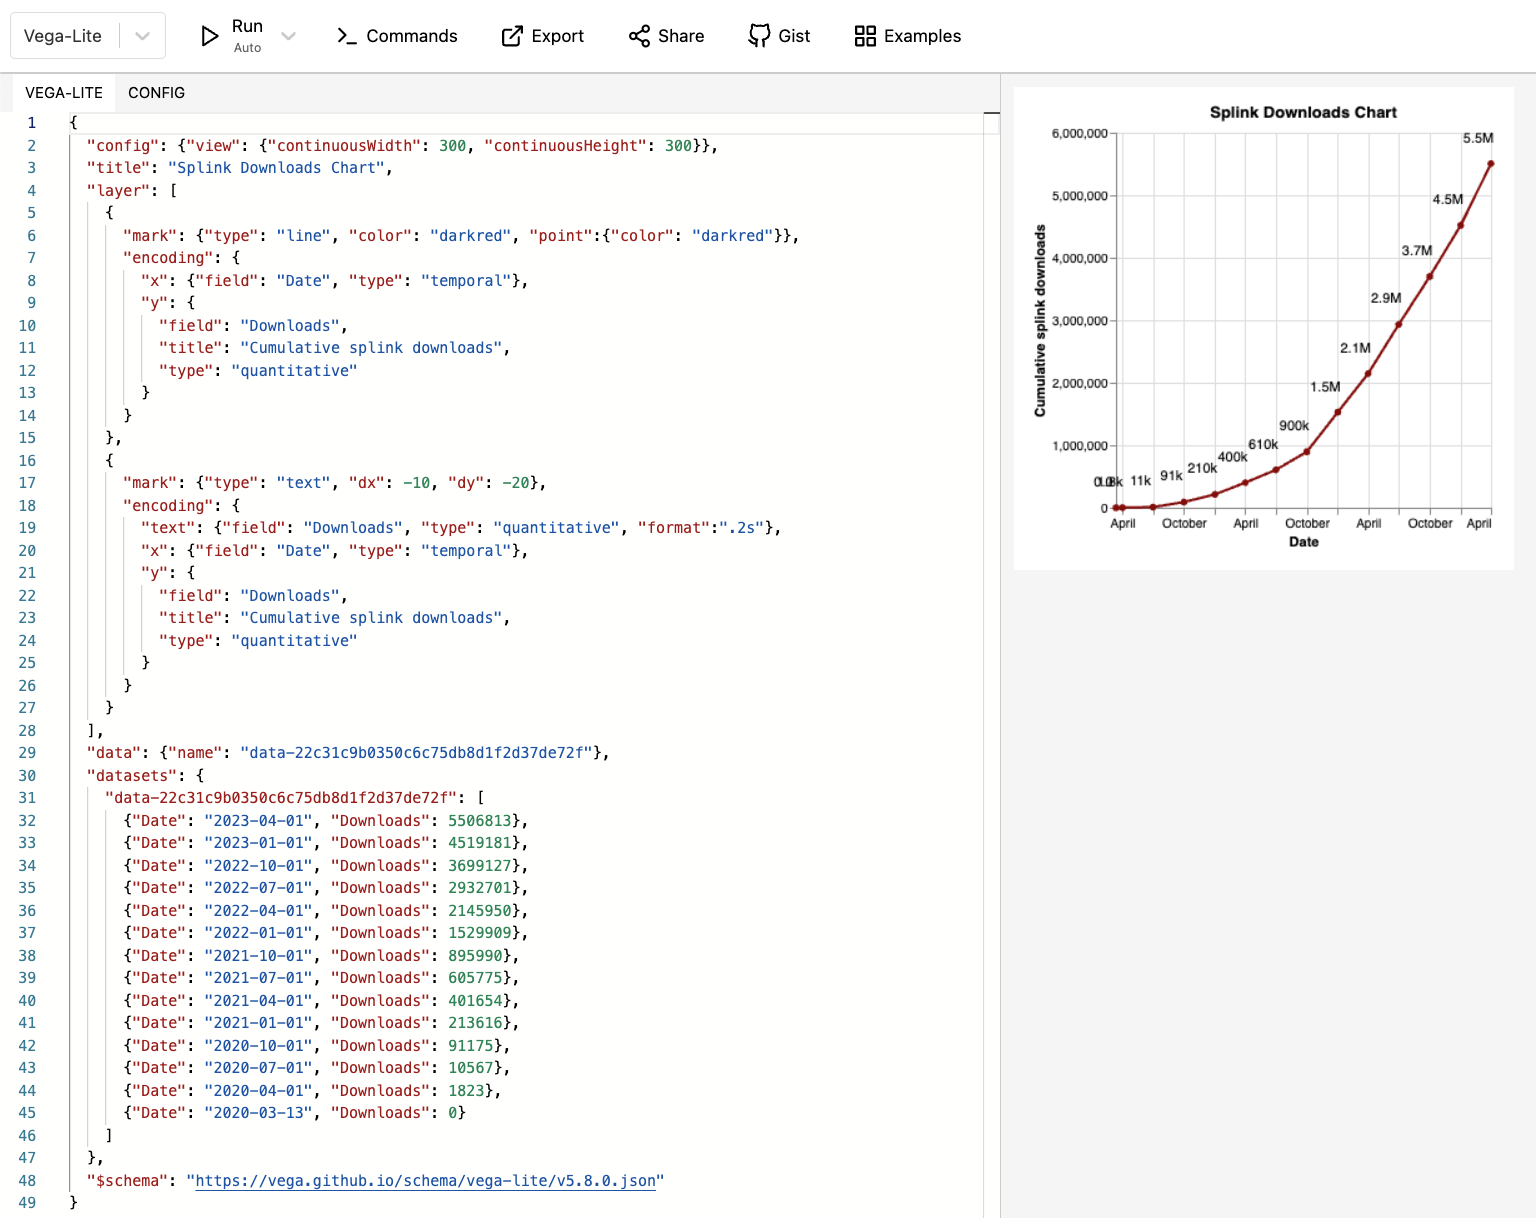 Vega-Lite
Run
Auto
Commands
Export
Share
Gist
Examples
VEGA-LITE
CONFIG
1 {
2 "config": {"view": {"continuousWidth": 300, "continuousHeight": 300}},
3 "title": "Splink Downloads Chart",
4 "layer": [
5 {
6 "mark": {"type": "line", "color": "darkred", "point":{"color": "darkred"}},
7 "encoding": {
8 "x": {"field": "Date", "type": "temporal"},
9 "y": {
10 "field": "Downloads",
11 "title": "Cumulative splink downloads",
12 "type": "quantitative"
13 }
14 }
15 },
16 {
17 "mark": {"type": "text", "dx": -10, "dy": -20},
18 "encoding": {
19 "text": {"field": "Downloads", "type": "quantitative", "format":".2s"},
20 "x": {"field": "Date", "type": "temporal"},
21 "y": {
22 "field": "Downloads",
23 "title": "Cumulative splink downloads",
24 "type": "quantitative"
25 }
26 }
27 }
28 ],
29 "data": {"name": "data-22c31c9b0350c6c75db8d1f2d37de72f"},
30 "datasets": {
31 "data-22c31c9b0350c6c75db8d1f2d37de72f": [
32 {"Date": "2023-04-01", "Downloads": 5506813},
33 {"Date": "2023-01-01", "Downloads": 4519181},
34 {"Date": "2022-10-01", "Downloads": 3699127},
35 {"Date": "2022-07-01", "Downloads": 2932701},
36 {"Date": "2022-04-01", "Downloads": 2145950},
37 {"Date": "2022-01-01", "Downloads": 1529909},
38 {"Date": "2021-10-01", "Downloads": 895990},
39 {"Date": "2021-07-01", "Downloads": 605775},
40 {"Date": "2021-04-01", "Downloads": 401654},
41 {"Date": "2021-01-01", "Downloads": 213616},
42 {"Date": "2020-10-01", "Downloads": 91175},
43 {"Date": "2020-07-01", "Downloads": 10567},
44 {"Date": "2020-04-01", "Downloads": 1823},
45 {"Date": "2020-03-13", "Downloads": 0}
46 ]
47 },
48 "$schema": "https://vega.github.io/schema/vega-lite/v5.8.0.json"
49 }
Splink Downloads Chart
6,000,000
5,000,000
4,000,000
3,000,000
2,000,000
1,000,000
0
Cumulative splink downloads
11k
91k
210k
400k
610k
900k
1.5M
2.1M
2.9M
3.7M
4.5M
5.5M
April
October
April
October
April
October
April
Date